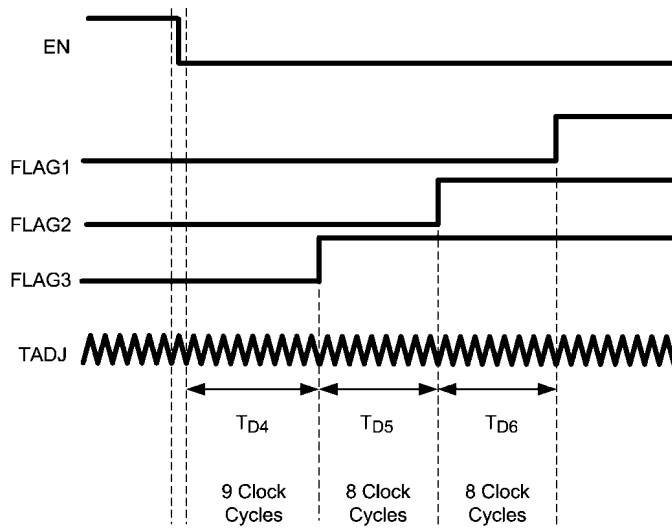 EN
FLAG1
FLAG2
FLAG3
TADJ
TD4 TD5 TD6
9 Clock 8 Clock 8 Clock
Cycles Cycles Cycles